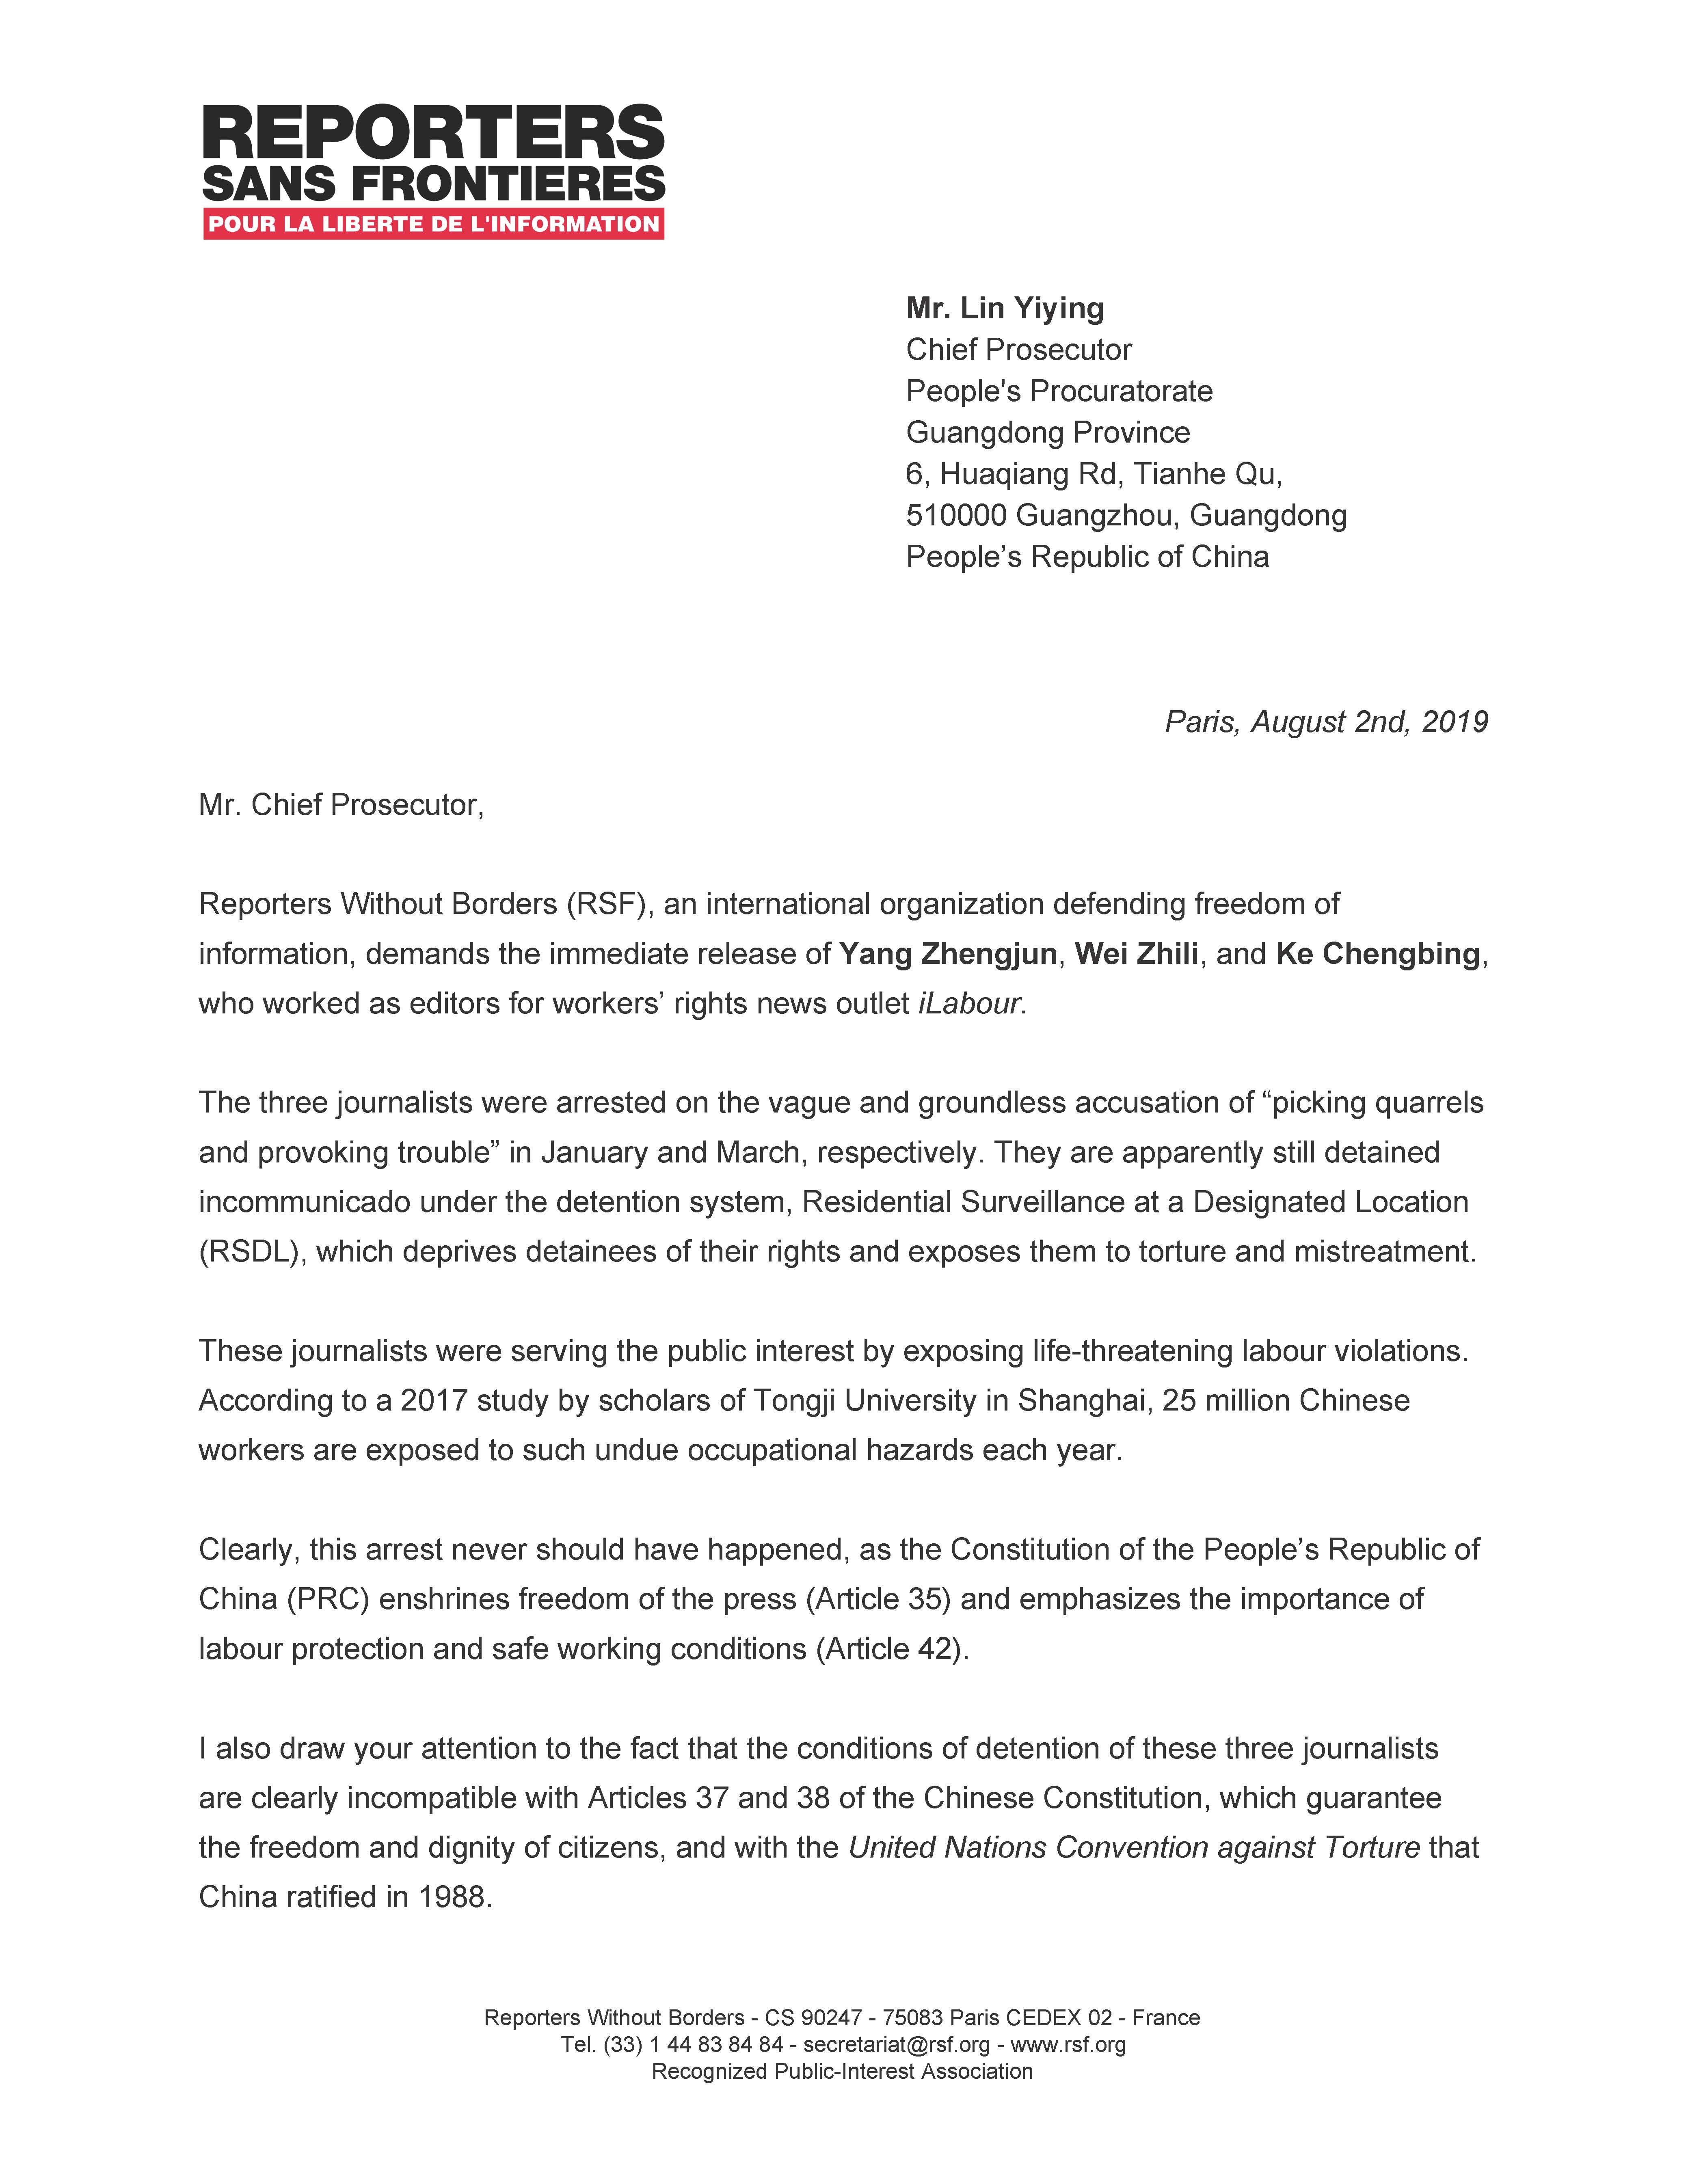 REPORTERS
SANS FRONTIERES
POUR LA LIBERTE DE L'INFORMATION
Mr. Lin Yiying
Chief Prosecutor
People's Procuratorate
Guangdong Province
6, Huaqiang Rd, Tianhe Qu,
510000 Guangzhou, Guangdong
People’s Republic of China
Paris, August 2nd, 2019
Mr. Chief Prosecutor,
Reporters Without Borders (RSF), an international organization defending freedom of
information, demands the immediate release of Yang Zhengjun, Wei Zhili, and Ke Chengbing,
who worked as editors for workers’ rights news outlet iLabour.
The three journalists were arrested on the vague and groundless accusation of “picking quarrels
and provoking trouble” in January and March, respectively. They are apparently still detained
incommunicado under the detention system, Residential Surveillance at a Designated Location
(RSDL), which deprives detainees of their rights and exposes them to torture and mistreatment.
These journalists were serving the public interest by exposing life-threatening labour violations.
According to a 2017 study by scholars of Tongji University in Shanghai, 25 million Chinese
workers are exposed to such undue occupational hazards each year.
Clearly, this arrest never should have happened, as the Constitution of the People’s Republic of
China (PRC) enshrines freedom of the press (Article 35) and emphasizes the importance of
labour protection and safe working conditions (Article 42).
I also draw your attention to the fact that the conditions of detention of these three journalists
are clearly incompatible with Articles 37 and 38 of the Chinese Constitution, which guarantee
the freedom and dignity of citizens, and with the United Nations Convention against Torture that
China ratified in 1988.
Reporters Without Borders - CS 90247 - 75083 Paris CEDEX 02 - France
Tel. (33) 1 44 83 84 84 - secretariat@rsf.org - www.rsf.org
Recognized Public-Interest Association